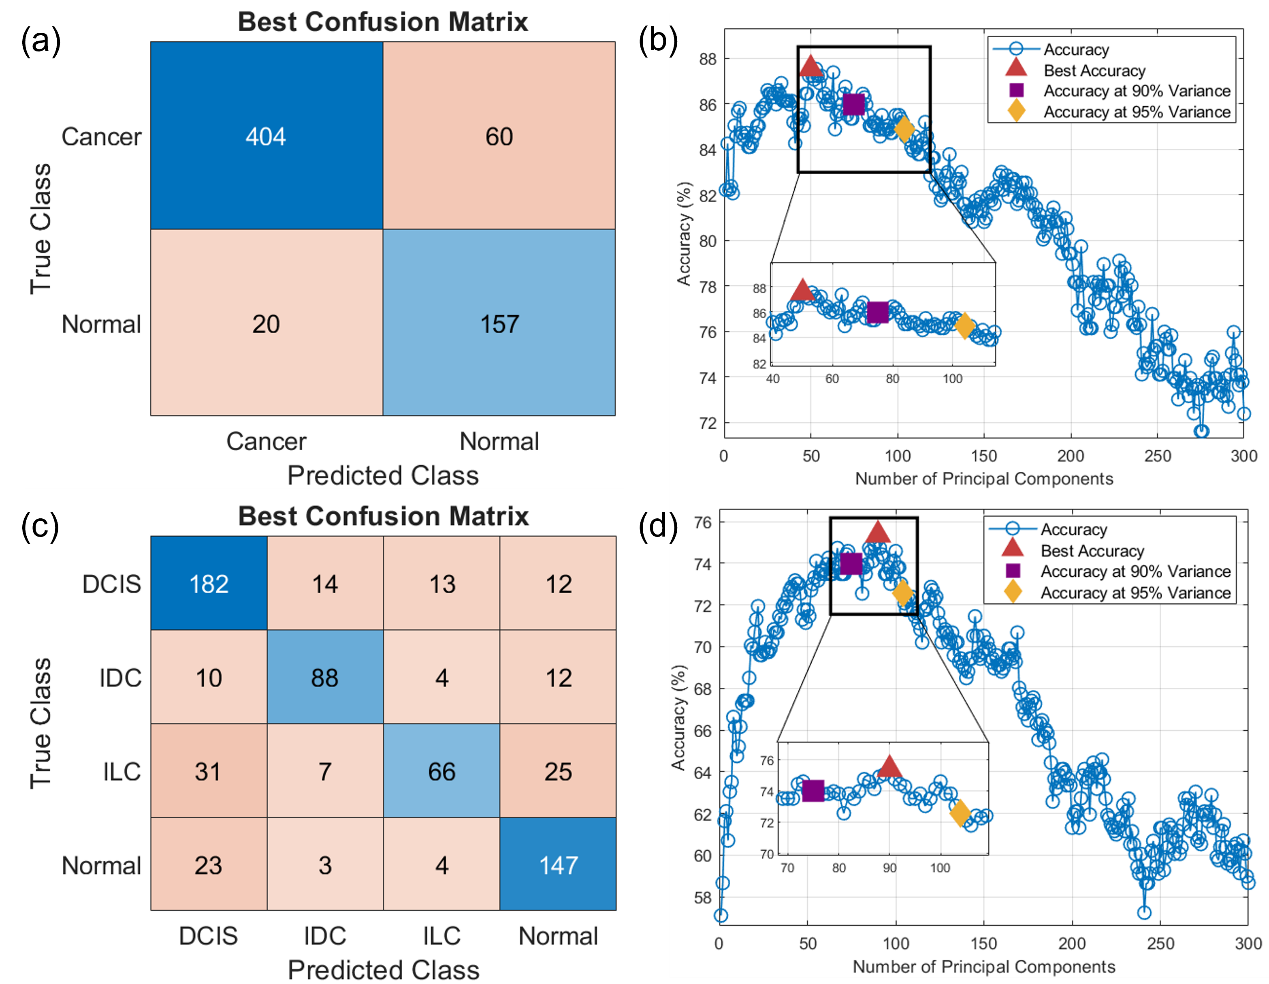 (a)
Best Confusion Matrix
True Class
Cancer
404
60
Normal
20
157
Cancer
Normal
Predicted Class
(b)
Accuracy (%)
88
86
84
82
80
78
76
74
72
Accuracy
Best Accuracy
Accuracy at 90% Variance
Accuracy at 95% Variance
88
86
84
82
40
60
80
100
0
50
100
150
200
250
300
Number of Principal Components
(c)
Best Confusion Matrix
True Class
DCIS
182
14
13
12
IDC
10
88
4
12
ILC
31
7
66
25
Normal
23
3
4
147
DCIS
IDC
ILC
Normal
Predicted Class
(d)
Accuracy (%)
76
74
72
70
68
66
64
62
60
58
Accuracy
Best Accuracy
Accuracy at 90% Variance
Accuracy at 95% Variance
76
74
72
70
70
80
90
100
0
50
100
150
200
250
300
Number of Principal Components